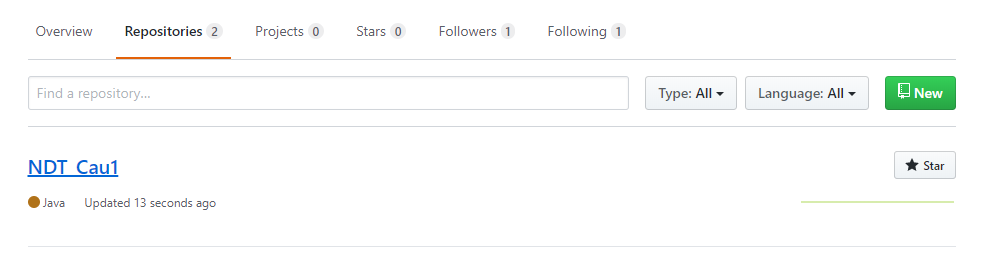 Overview Repositories 2 Projects 0 Stars 0 Followers 1 Following 1
Find a repository... Type: All Language: All New
NDT_Cau1 Star
Java Updated 13 seconds ago